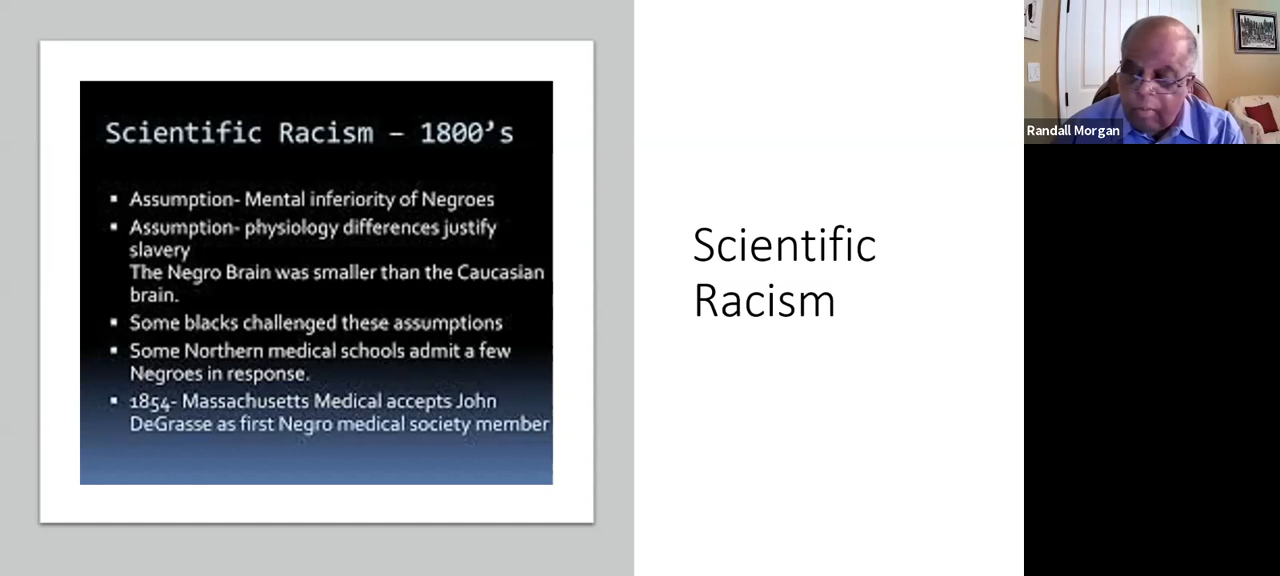 Scientific Racism – 1800's
▪ Assumption- Mental inferiority of Negroes
▪ Assumption- physiology differences justify
slavery
The Negro Brain was smaller than the Caucasian
brain.
▪ Some blacks challenged these assumptions
▪ Some Northern medical schools admit a few
Negroes in response.
▪ 1854- Massachusetts Medical accepts John
DeGrasse as first Negro medical society member
Scientific
Racism
Randall Morgan